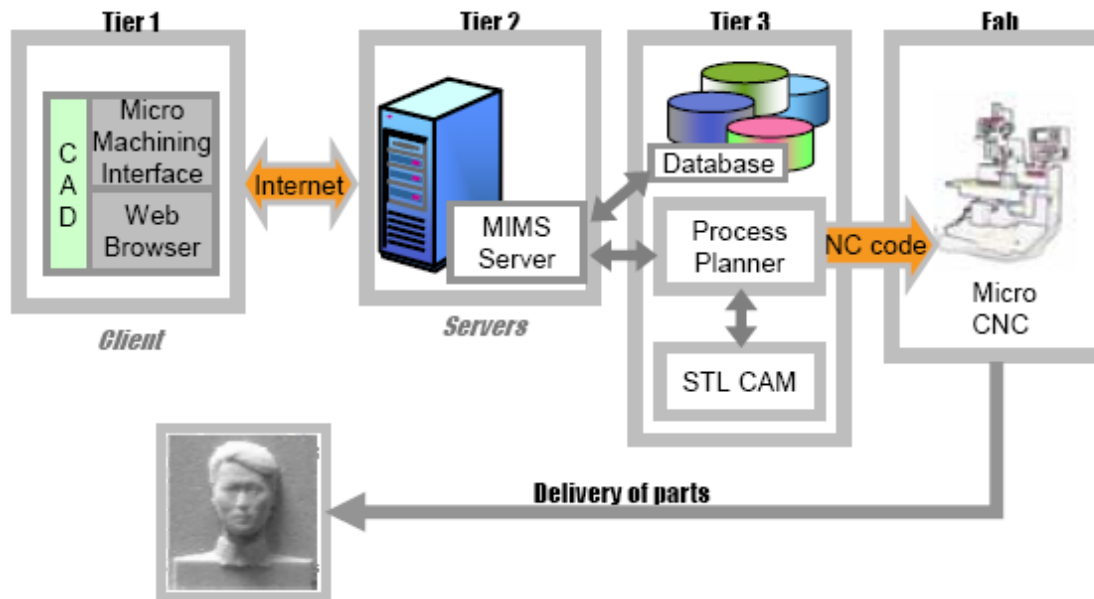 Tier 1
Tier 2
Tier 3
Fab
C
A
D
Micro
Machining
Interface
Web
Browser
Internet
MIMS
Server
Database
Process
Planner
STL CAM
NC code
Micro
CNC
Client
Servers
Delivery of parts